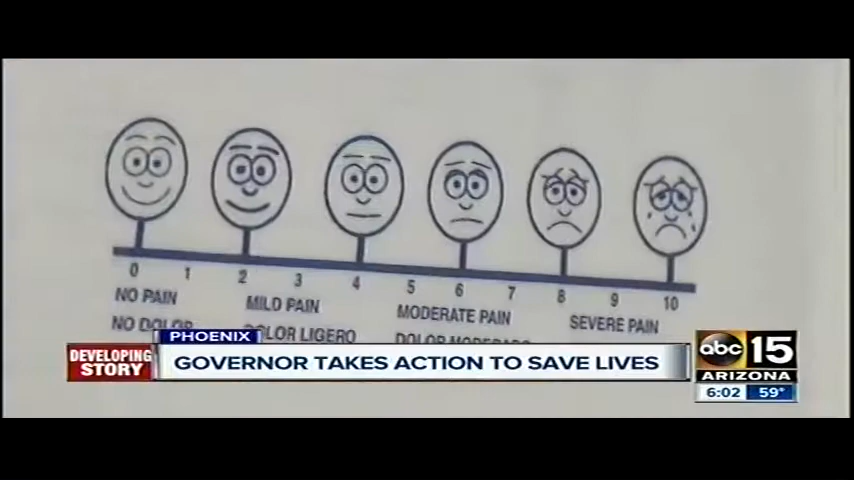 0 1 2 3 4 5 6 7 8 9 10
NO PAIN MILD PAIN MODERATE PAIN SEVERE PAIN
NO DOLOR DOLOR LIGERO DOLOR MODERADO
PHOENIX
DEVELOPING
STORY
GOVERNOR TAKES ACTION TO SAVE LIVES
abc 15
ARIZONA
6:02 59°